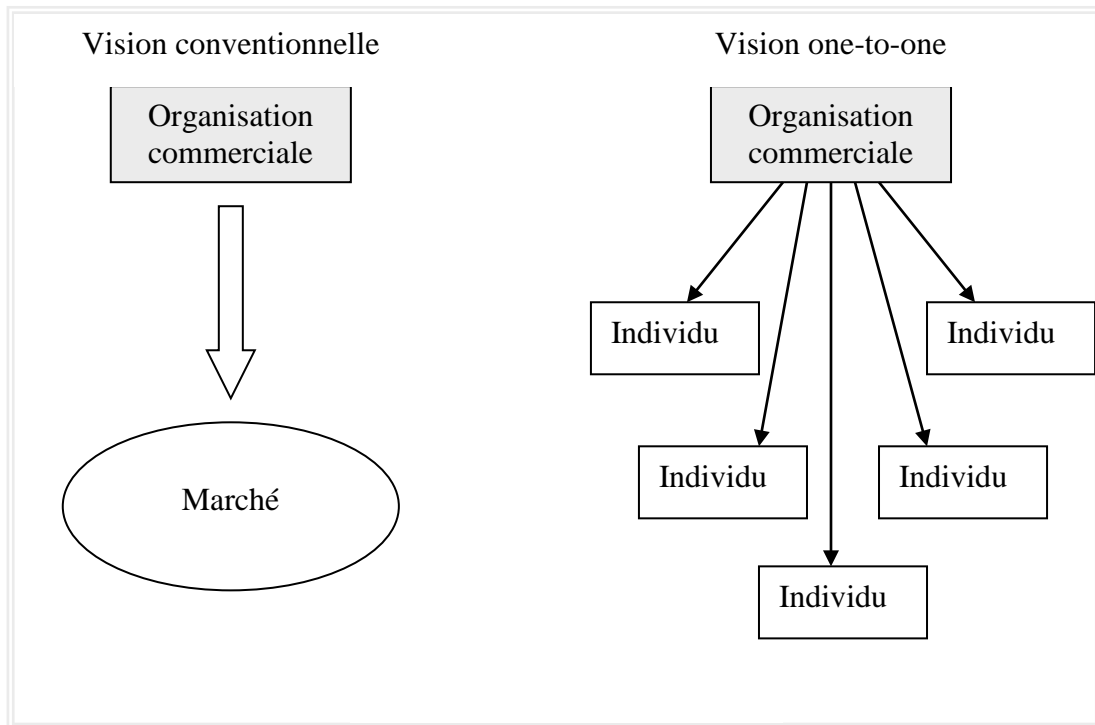 Vision conventionnelle
Organisation
commerciale
Marché
Vision one-to-one
Organisation
commerciale
Individu
Individu
Individu
Individu
Individu